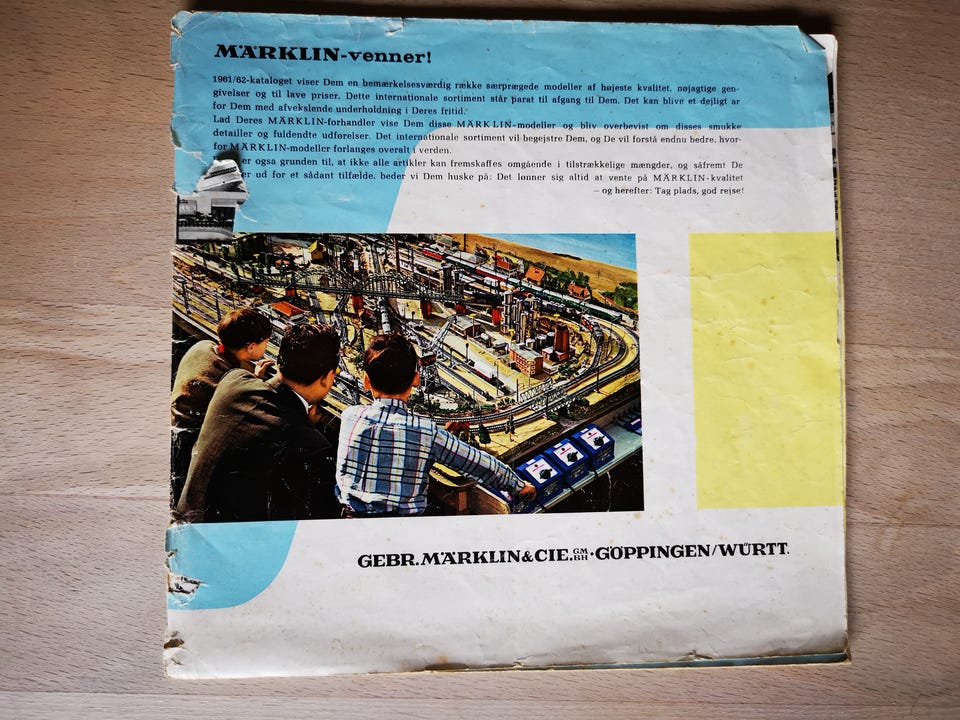 MÄRKLIN-venner!
1961/62-kataloget viser Dem en bemærkelsesværdig række særprægede modeller af højeste kvalitet, nøjagtige gen-
givelser og til lave priser. Dette internationale sortiment står parat til afgang til Dem. Det kan blive et dejligt år
for Dem med afvekslende underholdning i Deres fritid.
Lad Deres MÄRKLIN-forhandler vise Dem disse MÄRKLIN-modeller og bliv overbevist om disses smukke
detailler og fuldendte udførelser. Det internationale sortiment vil begejstre Dem, og De vil forstå endnu bedre, hvor-
for MÄRKLIN-modeller forlanges overalt i verden.
er også grunden til, at ikke alle artikler kan fremskaffes omgående i tilstrækkelige mængder, og såfremt De
er ud for et sådant tilfælde, beder vi Dem huske på: Det lønner sig altid at vente på MÄRKLIN-kvalitet
— og herefter: Tag plads, god rejse!
GEBR. MÄRKLIN & CIE. GMBH · GÖPPINGEN/WÜRTT.